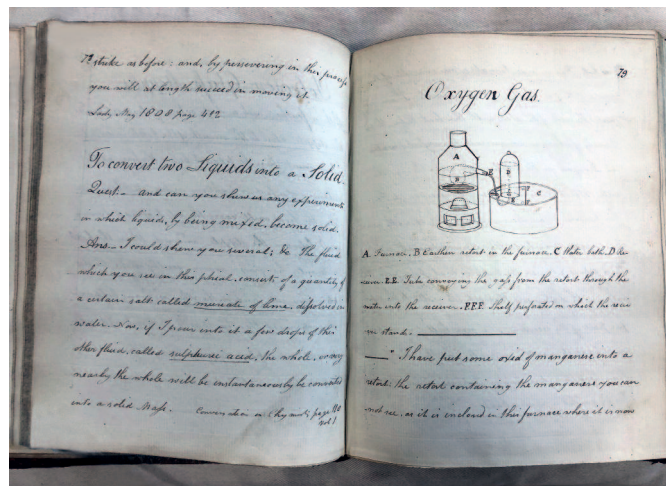 To strike as before: and, by persevering in this process
you will at length succeed in moving it.
Lady May 1808 page 412
To convert two Liquids into a Solid.
Quest. – and can you shew us any experiments
in which liquids, by being mixed, become solid.
Ans. – I could shew you several; &c The fluid
which you see in this phial, consists of a quantity of
a certain salt called muriate of lime, dissolved in
water. Now, if I pour into it a few drops of this
other fluid, called sulphuric acid, the whole, or very
nearly the whole will be instantaneously be converted
into a solid Mass. Conversation on Chymistry page
vol 1
79
Oxygen Gas.
A
B
E
D
C
F
E
A. Furnace. B Earthen retort in the furnace. C Water bath. D Re
ceiver. E.E. Tube conveying the gass from the retort through the
water into the receiver. F.F.F. Shelf perforated on which the recei
ver stands.
" I have put some oxid of manganese into a
retort the retort containing the manganese you can
not see, as it is enclosed in this furnace where it is now